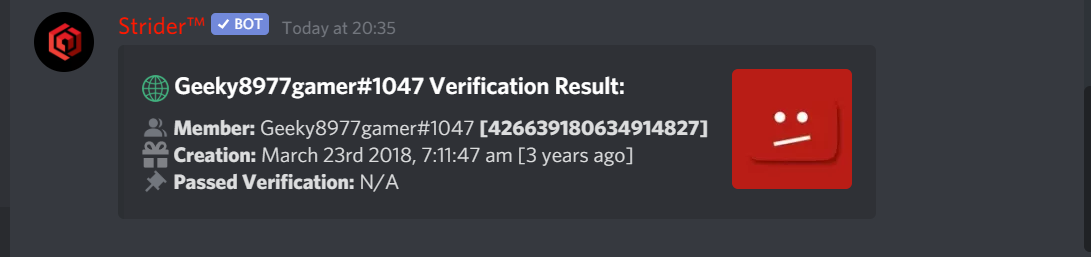 Strider™ ✓ BOT Today at 20:35
Geeky8977gamer#1047 Verification Result:
Member: Geeky8977gamer#1047 [426639180634914827]
Creation: March 23rd 2018, 7:11:47 am [3 years ago]
Passed Verification: N/A